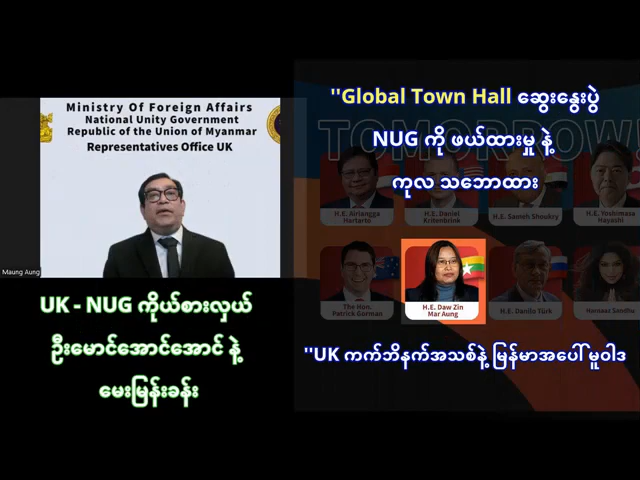 Ministry Of Foreign Affairs
National Unity Government
Republic of the Union of Myanmar
Representatives Office UK
Maung Aung
UK - NUG ကိုယ်စားလှယ်
ဦးမောင်အောင်အောင် နဲ့
မေးမြန်းခန်း
''Global Town Hall ဆွေးနွေးပွဲ
TOMORROW!
NUG ကို ဖယ်ထားမှု နဲ့
ကုလ သဘောထား
H.E. Airlangga
Hartarto
H.E. Daniel
Kritenbrink
H.E. Sameh Shoukry
H.E. Yoshimasa
Hayashi
The Hon.
Patrick Gorman
H.E. Daw Zin
Mar Aung
H.E. Danilo Türk
Navraaz Sandhu
''UK ကက်ဘိနက်အသစ်နဲ့ မြန်မာအပေါ် မူဝါဒ